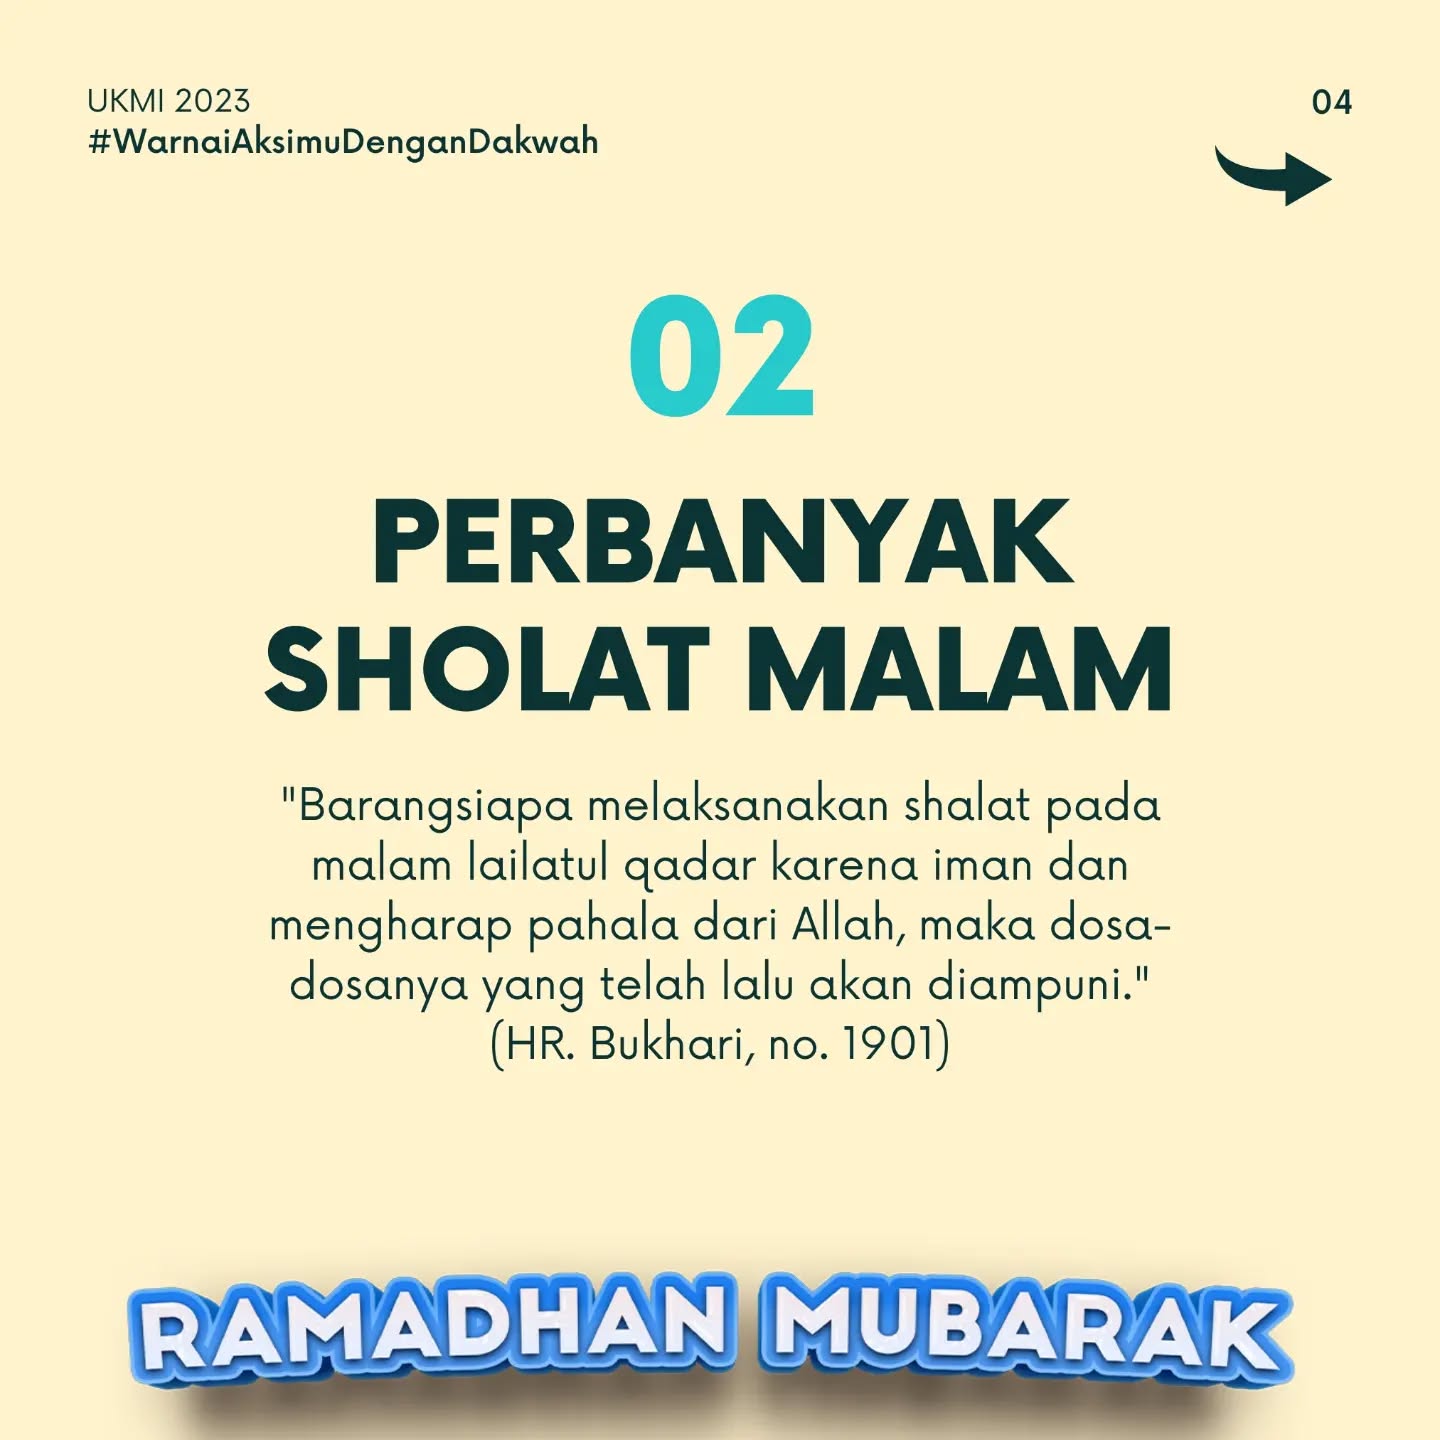 UKMI 2023
#WarnaiAksimuDenganDakwah
04
02
PERBANYAK
SHOLAT MALAM
"Barangsiapa melaksanakan shalat pada
malam lailatul qadar karena iman dan
mengharap pahala dari Allah, maka dosa-
dosanya yang telah lalu akan diampuni."
(HR. Bukhari, no. 1901)
RAMADHAN MUBARAK